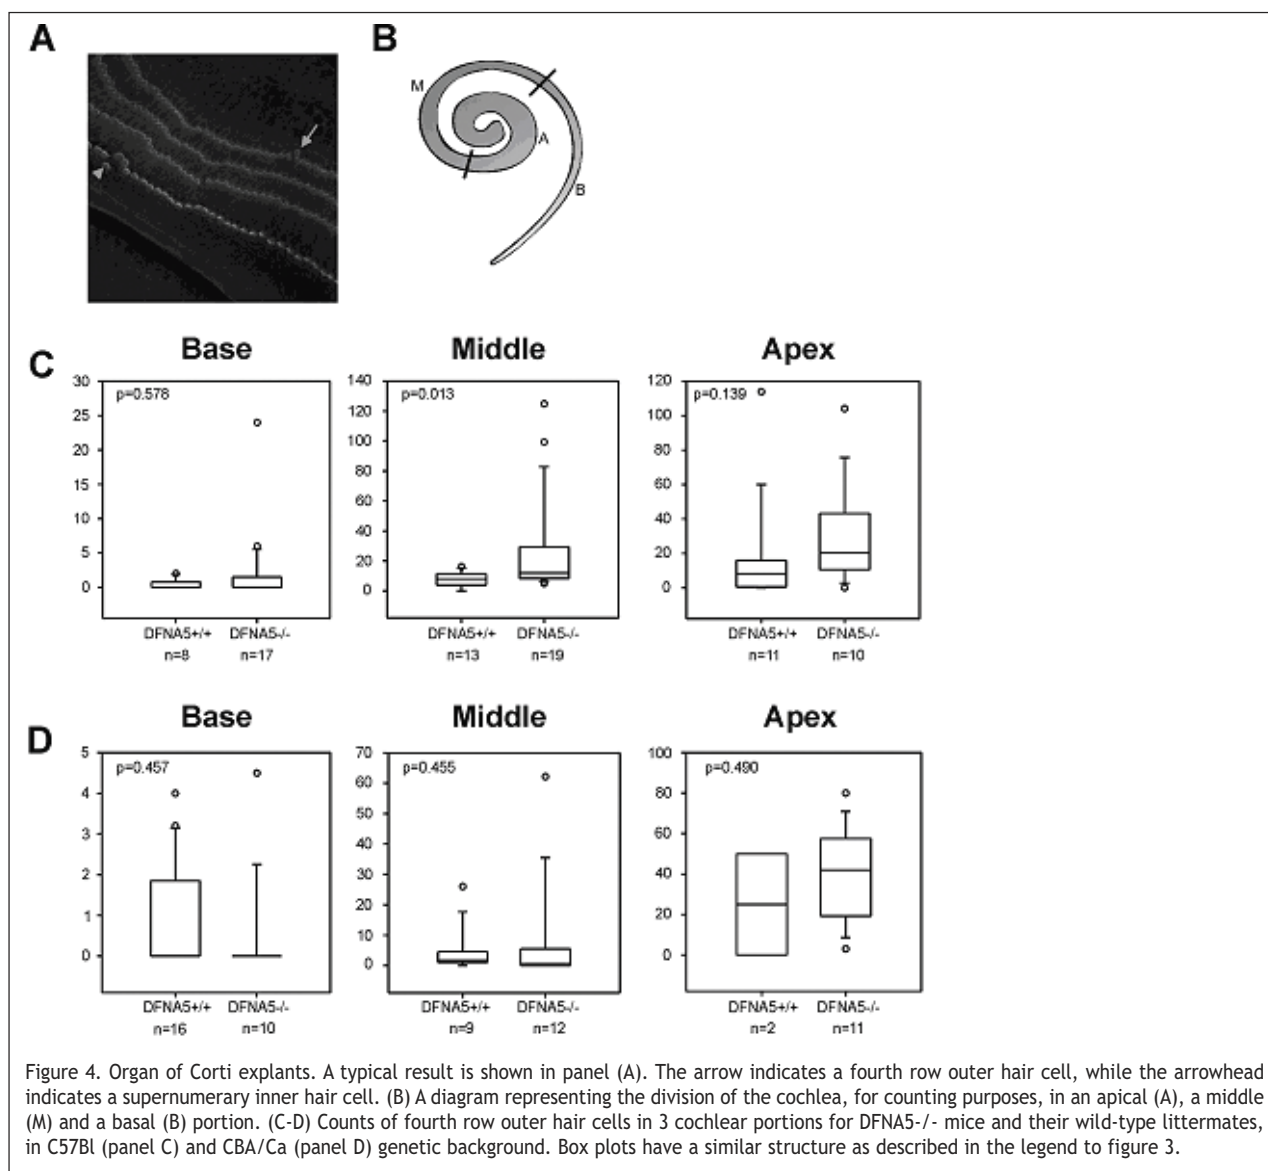 A
B
M
A
B
C
Base
Middle
Apex
30
25
20
15
10
5
0
p=0.578
DFNA5+/+
DFNA5-/-
n=8
n=17
140
120
100
80
60
40
20
0
p=0.013
DFNA5+/+
DFNA5-/-
n=13
n=19
120
100
80
60
40
20
0
p=0.139
DFNA5+/+
DFNA5-/-
n=11
n=10
D
Base
Middle
Apex
5
4
3
2
1
0
p=0.457
DFNA5+/+
DFNA5-/-
n=16
n=10
70
60
50
40
30
20
10
0
p=0.455
DFNA5+/+
DFNA5-/-
n=9
n=12
100
80
60
40
20
0
p=0.490
DFNA5+/+
DFNA5-/-
n=2
n=11
Figure 4. Organ of Corti explants. A typical result is shown in panel (A). The arrow indicates a fourth row outer hair cell, while the arrowhead
indicates a supernumerary inner hair cell. (B) A diagram representing the division of the cochlea, for counting purposes, in an apical (A), a middle
(M) and a basal (B) portion. (C-D) Counts of fourth row outer hair cells in 3 cochlear portions for DFNA5-/- mice and their wild-type littermates,
in C57Bl (panel C) and CBA/Ca (panel D) genetic background. Box plots have a similar structure as described in the legend to figure 3.